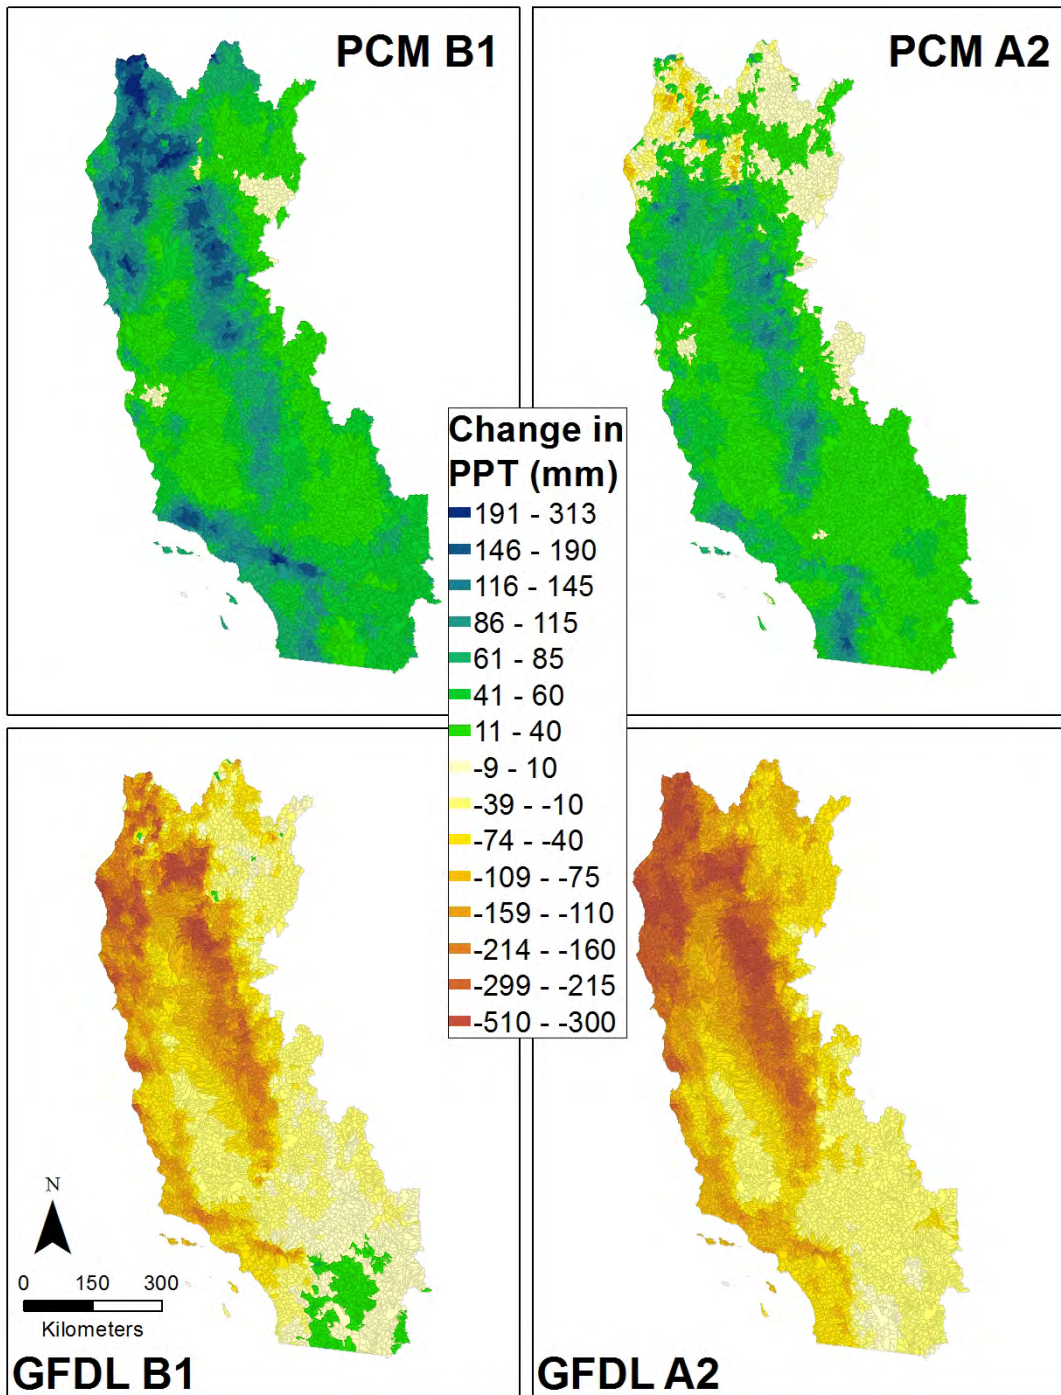 PCM B1
PCM A2
Change in
PPT (mm)
191 - 313
146 - 190
116 - 145
86 - 115
61 - 85
41 - 60
11 - 40
-9 - 10
-39 - -10
-74 - -40
-109 - -75
-159 - -110
-214 - -160
-299 - -215
-510 - -300
N
0 150 300
Kilometers
GFDL B1
GFDL A2